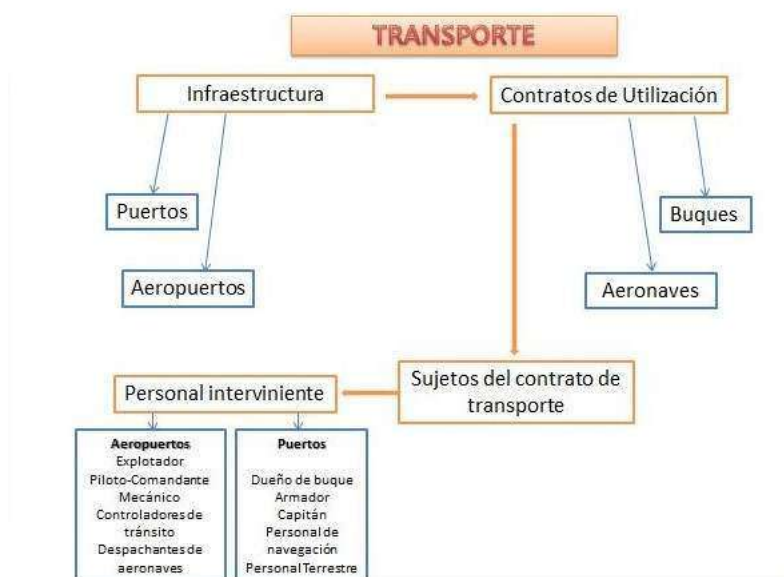 TRANSPORTE
Infraestructura
Contratos de Utilización
Puertos
Buques
Aeropuertos
Aeronaves
Sujetos del contrato de
transporte
Personal interviniente
Aeropuertos
Explotador
Piloto-Comandante
Mecánico
Controladores de
tránsito
Despachantes de
aeronaves
Puertos
Dueño de buque
Armador
Capitán
Personal de
navegación
Personal Terrestre